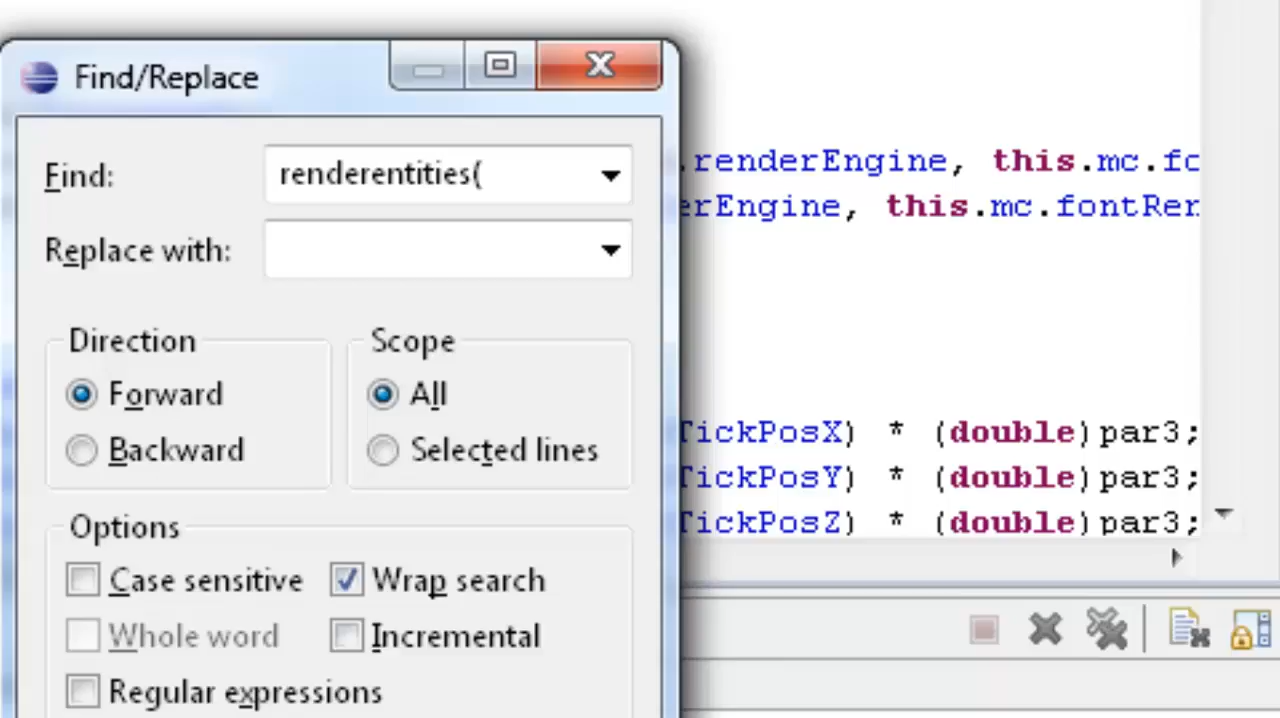 Find/Replace
Find: renderentities(
Replace with:
Direction
Forward
Backward
Scope
All
Selected lines
Options
Case sensitive
Wrap search
Whole word
Incremental
Regular expressions
.renderEngine, this.mc.fo
erEngine, this.mc.fontRer
TickPosX) * (double)par3;
TickPosY) * (double)par3;
TickPosZ) * (double)par3;